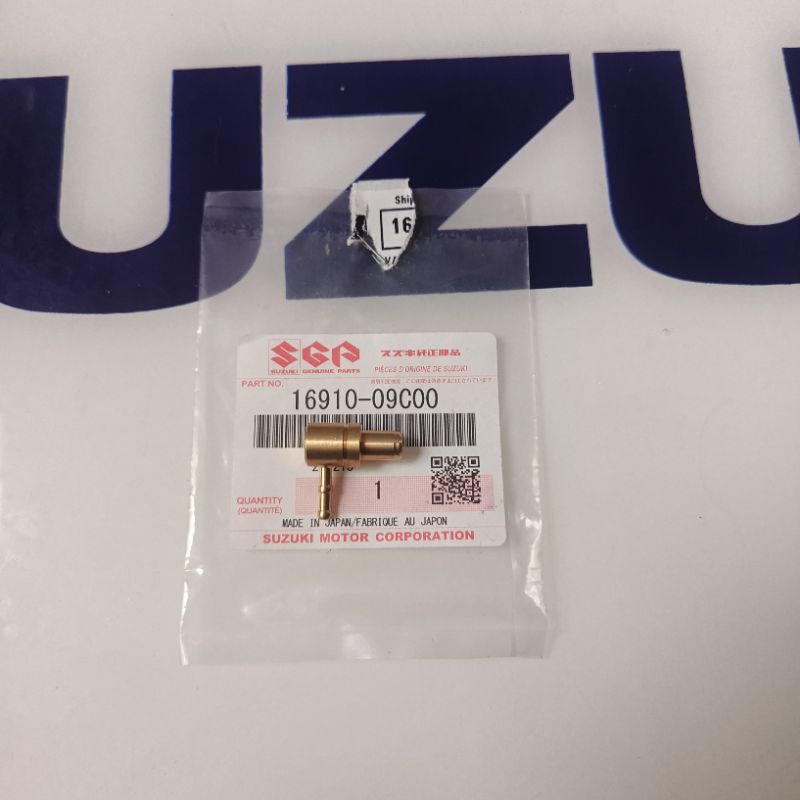 UZU
Ship
16
SGP
スズキ純正部品
SUZUKI GENUINE PARTS
PIÈCES D'ORIGINE DE SUZUKI
PART NO.
16910-09C00
QUANTITY
(QUANTITÉ)
1
MADE IN JAPAN/FABRIQUE AU JAPON
SUZUKI MOTOR CORPORATION